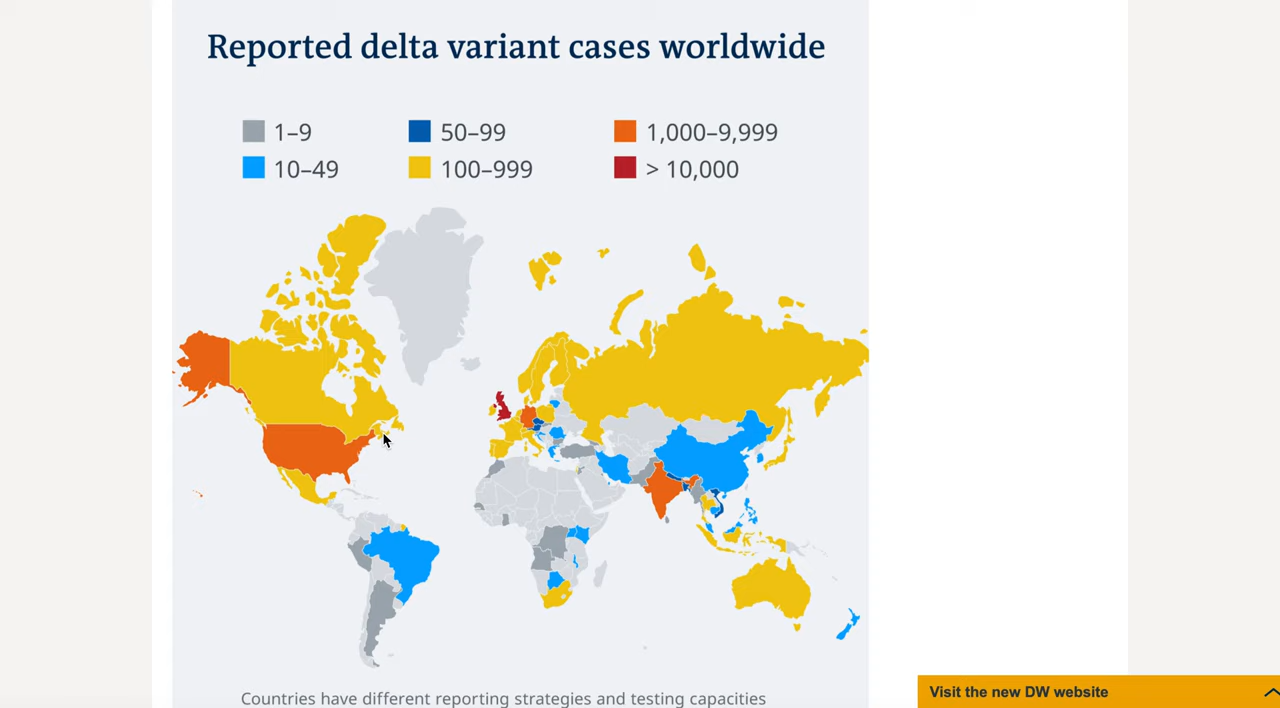 Reported delta variant cases worldwide
1–9
50–99
1,000–9,999
10–49
100–999
> 10,000
Countries have different reporting strategies and testing capacities
Visit the new DW website